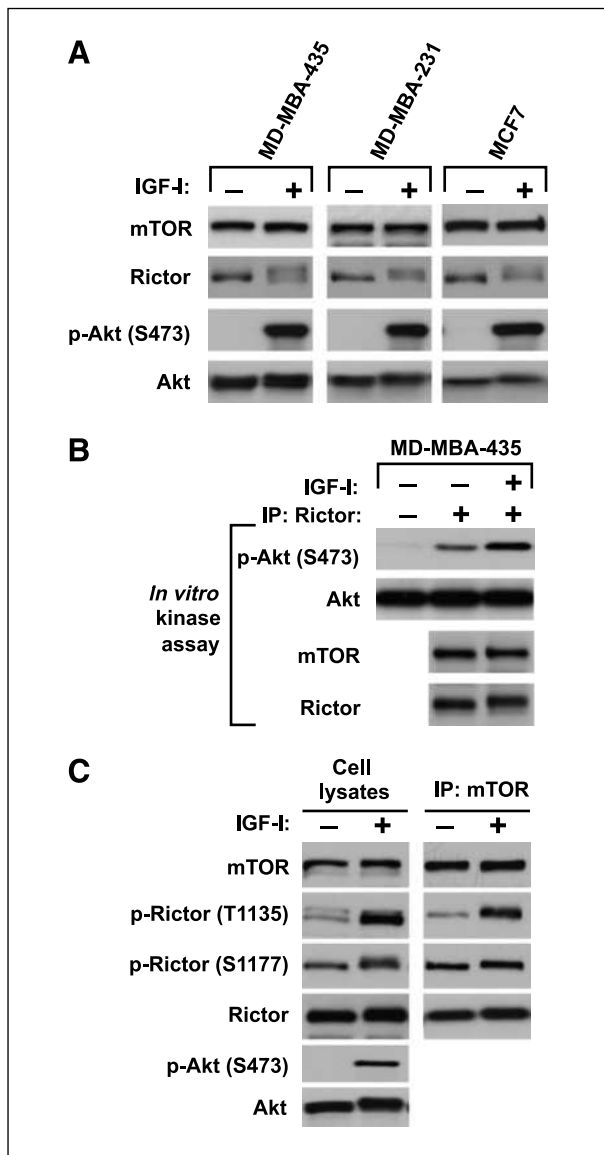 A
MD-MBA-435
MD-MBA-231
MCF7
IGF-I: – + – + – +
mTOR
Rictor
p-Akt (S473)
Akt
B
MD-MBA-435
IGF-I: – – +
IP: Rictor: – + +
p-Akt (S473)
Akt
In vitro
kinase
assay
mTOR
Rictor
C
Cell
lysates
IP: mTOR
IGF-I: – + – +
mTOR
p-Rictor (T1135)
p-Rictor (S1177)
Rictor
p-Akt (S473)
Akt